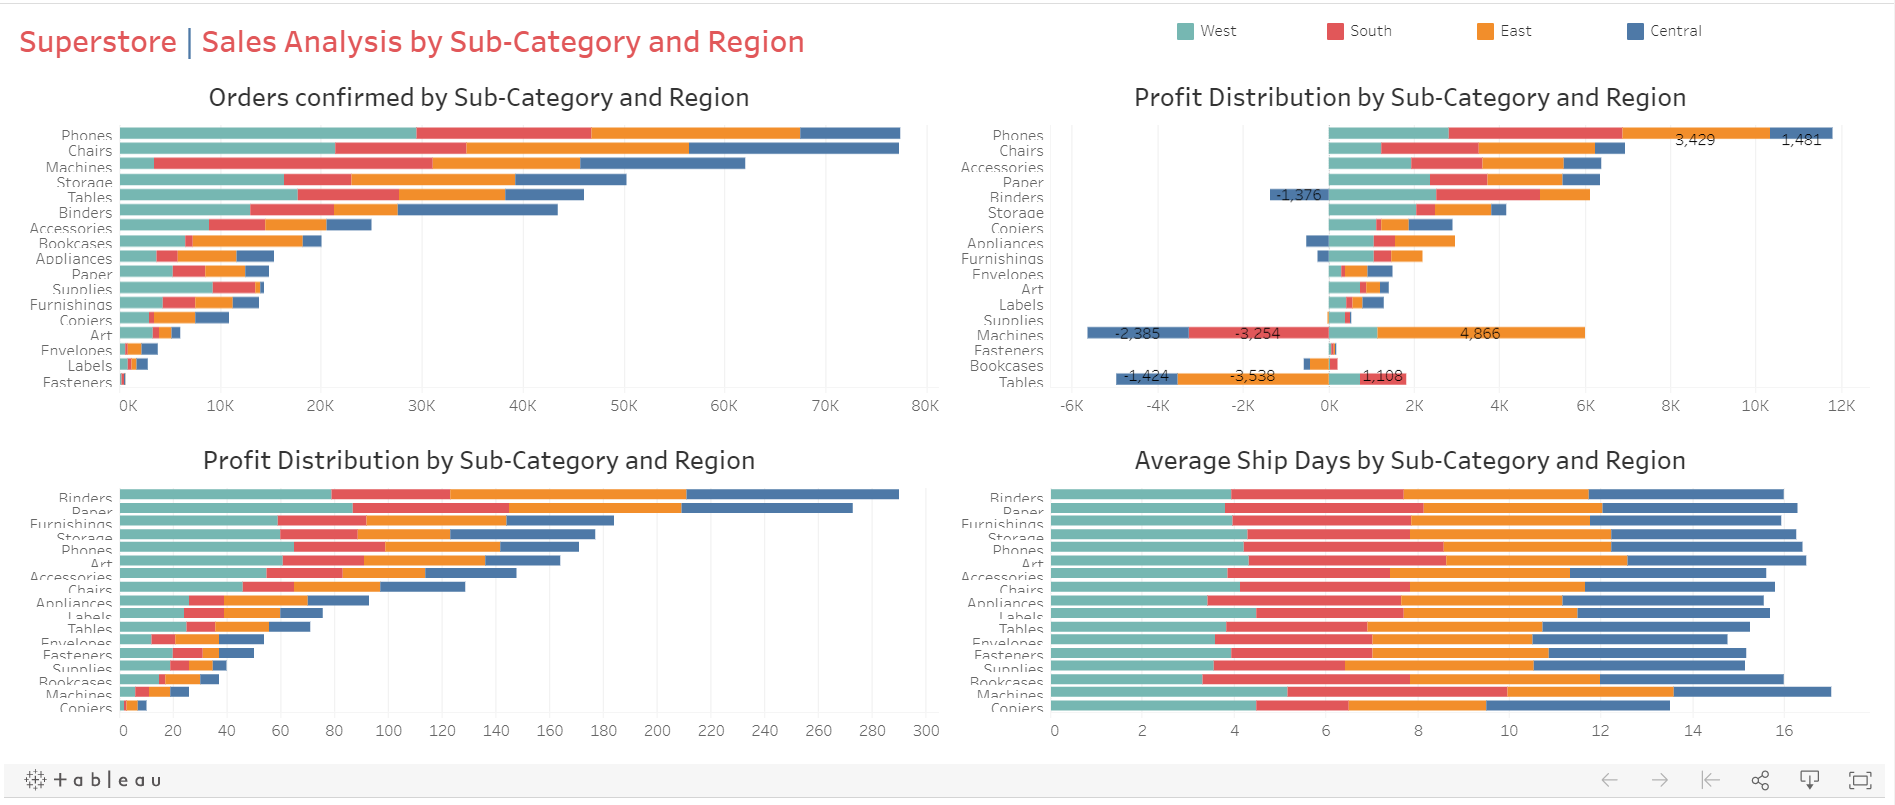 Superstore | Sales Analysis by Sub-Category and Region
West
South
East
Central
Orders confirmed by Sub-Category and Region
Phones
Chairs
Machines
Storage
Tables
Binders
Accessories
Bookcases
Appliances
Paper
Supplies
Furnishings
Copiers
Art
Envelopes
Labels
Fasteners
0K 10K 20K 30K 40K 50K 60K 70K 80K
Profit Distribution by Sub-Category and Region
Phones 3,429 1,481
Chairs
Accessories
Paper
Binders -1,376
Storage
Copiers
Appliances
Furnishings
Envelopes
Art
Labels
Supplies
Machines -2,385 -3,254 4,866
Fasteners
Bookcases
Tables -1,424 -3,538 1,108
-6K -4K -2K 0K 2K 4K 6K 8K 10K 12K
Profit Distribution by Sub-Category and Region
Binders
Paper
Furnishings
Storage
Phones
Art
Accessories
Chairs
Appliances
Labels
Tables
Envelopes
Fasteners
Supplies
Bookcases
Machines
Copiers
0 20 40 60 80 100 120 140 160 180 200 220 240 260 280 300
Average Ship Days by Sub-Category and Region
Binders
Paper
Furnishings
Storage
Phones
Art
Accessories
Chairs
Appliances
Labels
Tables
Envelopes
Fasteners
Supplies
Bookcases
Machines
Copiers
0 2 4 6 8 10 12 14 16
+ableau